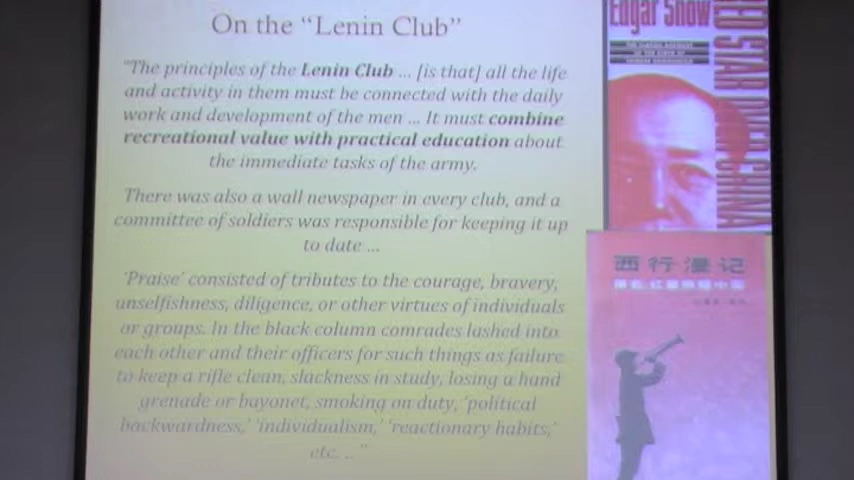 On the “Lenin Club”
“The principles of the Lenin Club ... [is that] all the life
and activity in them must be connected with the daily
work and development of the men ... It must combine
recreational value with practical education about
the immediate tasks of the army.
There was also a wall newspaper in every club, and a
committee of soldiers was responsible for keeping it up
to date ...
‘Praise’ consisted of tributes to the courage, bravery,
unselfishness, diligence, or other virtues of individuals
or groups. In the black column comrades lashed into
each other and their officers for such things as failure
to keep a rifle clean, slackness in study, losing a hand
grenade or bayonet, smoking on duty, ‘political
backwardness,’ ‘individualism,’ ‘reactionary habits,’
etc. .. ”
Edgar Snow
RED STAR OVER CHINA
西行漫记